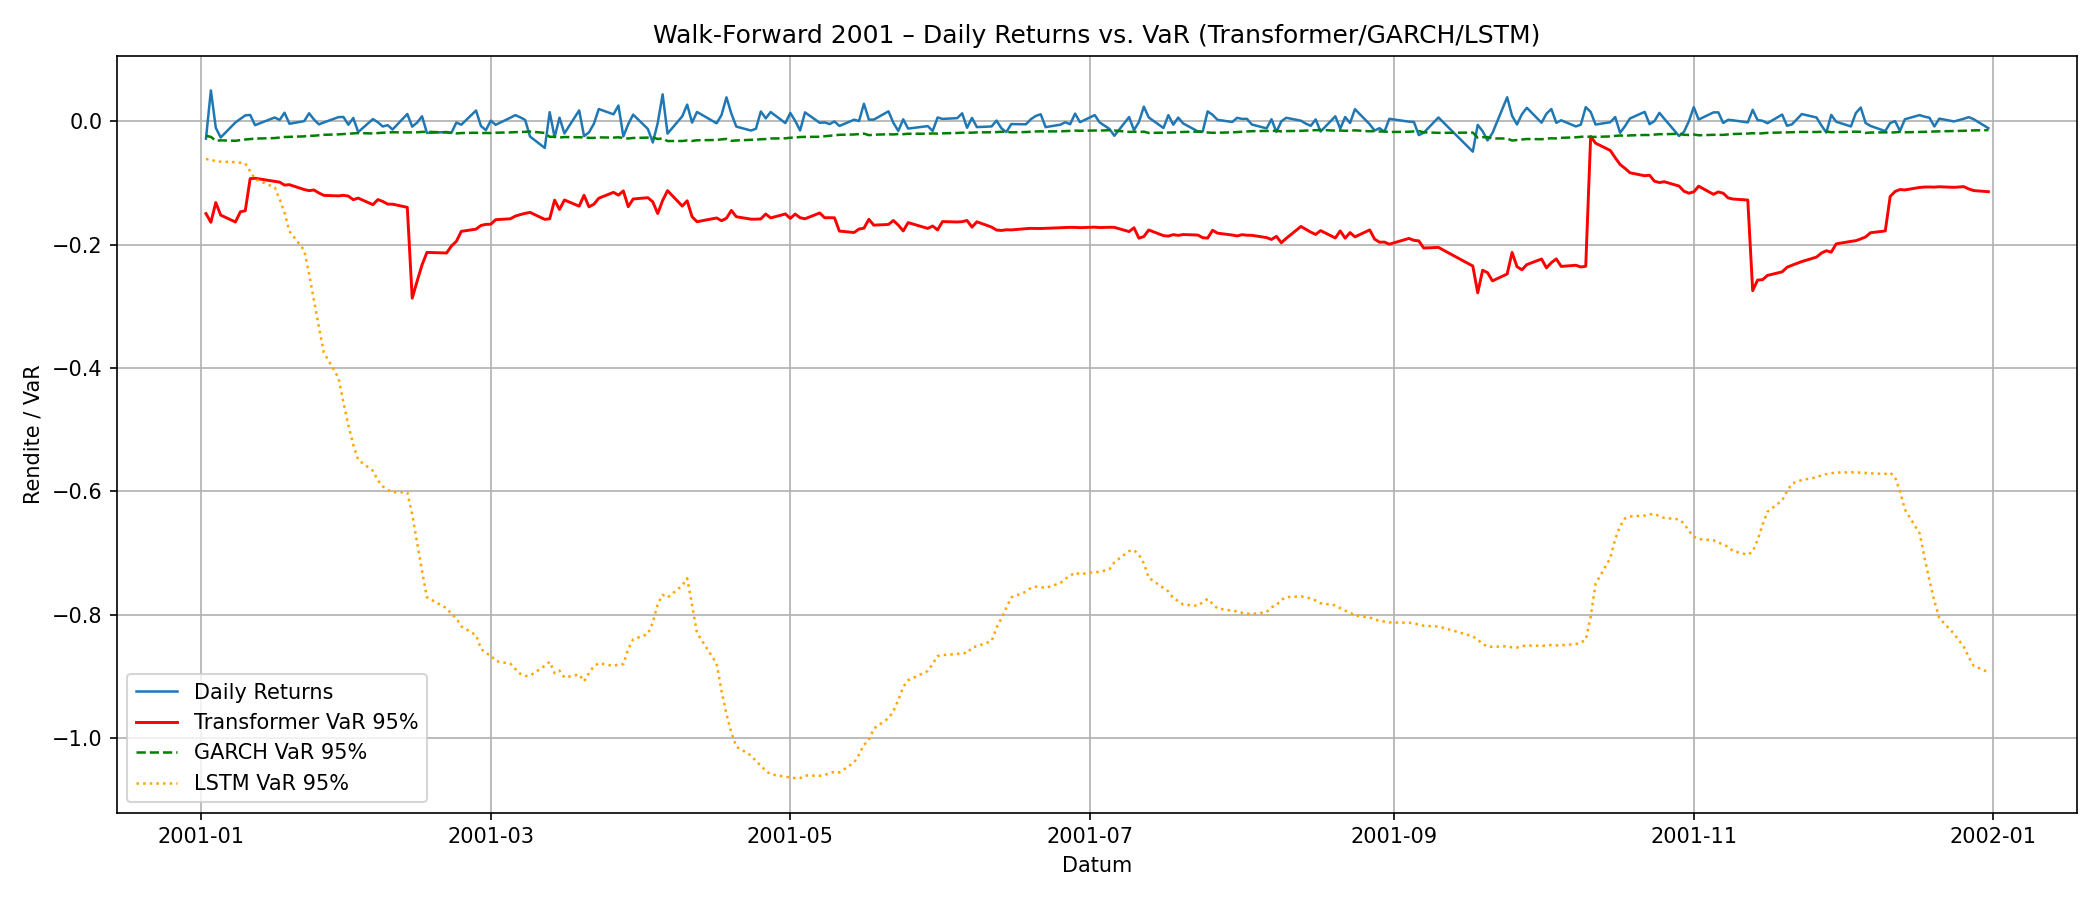 Walk-Forward 2001 – Daily Returns vs. VaR (Transformer/GARCH/LSTM)
Rendite / VaR
0.0
−0.2
−0.4
−0.6
−0.8
−1.0
Daily Returns
Transformer VaR 95%
GARCH VaR 95%
LSTM VaR 95%
2001-01
2001-03
2001-05
2001-07
2001-09
2001-11
2002-01
Datum